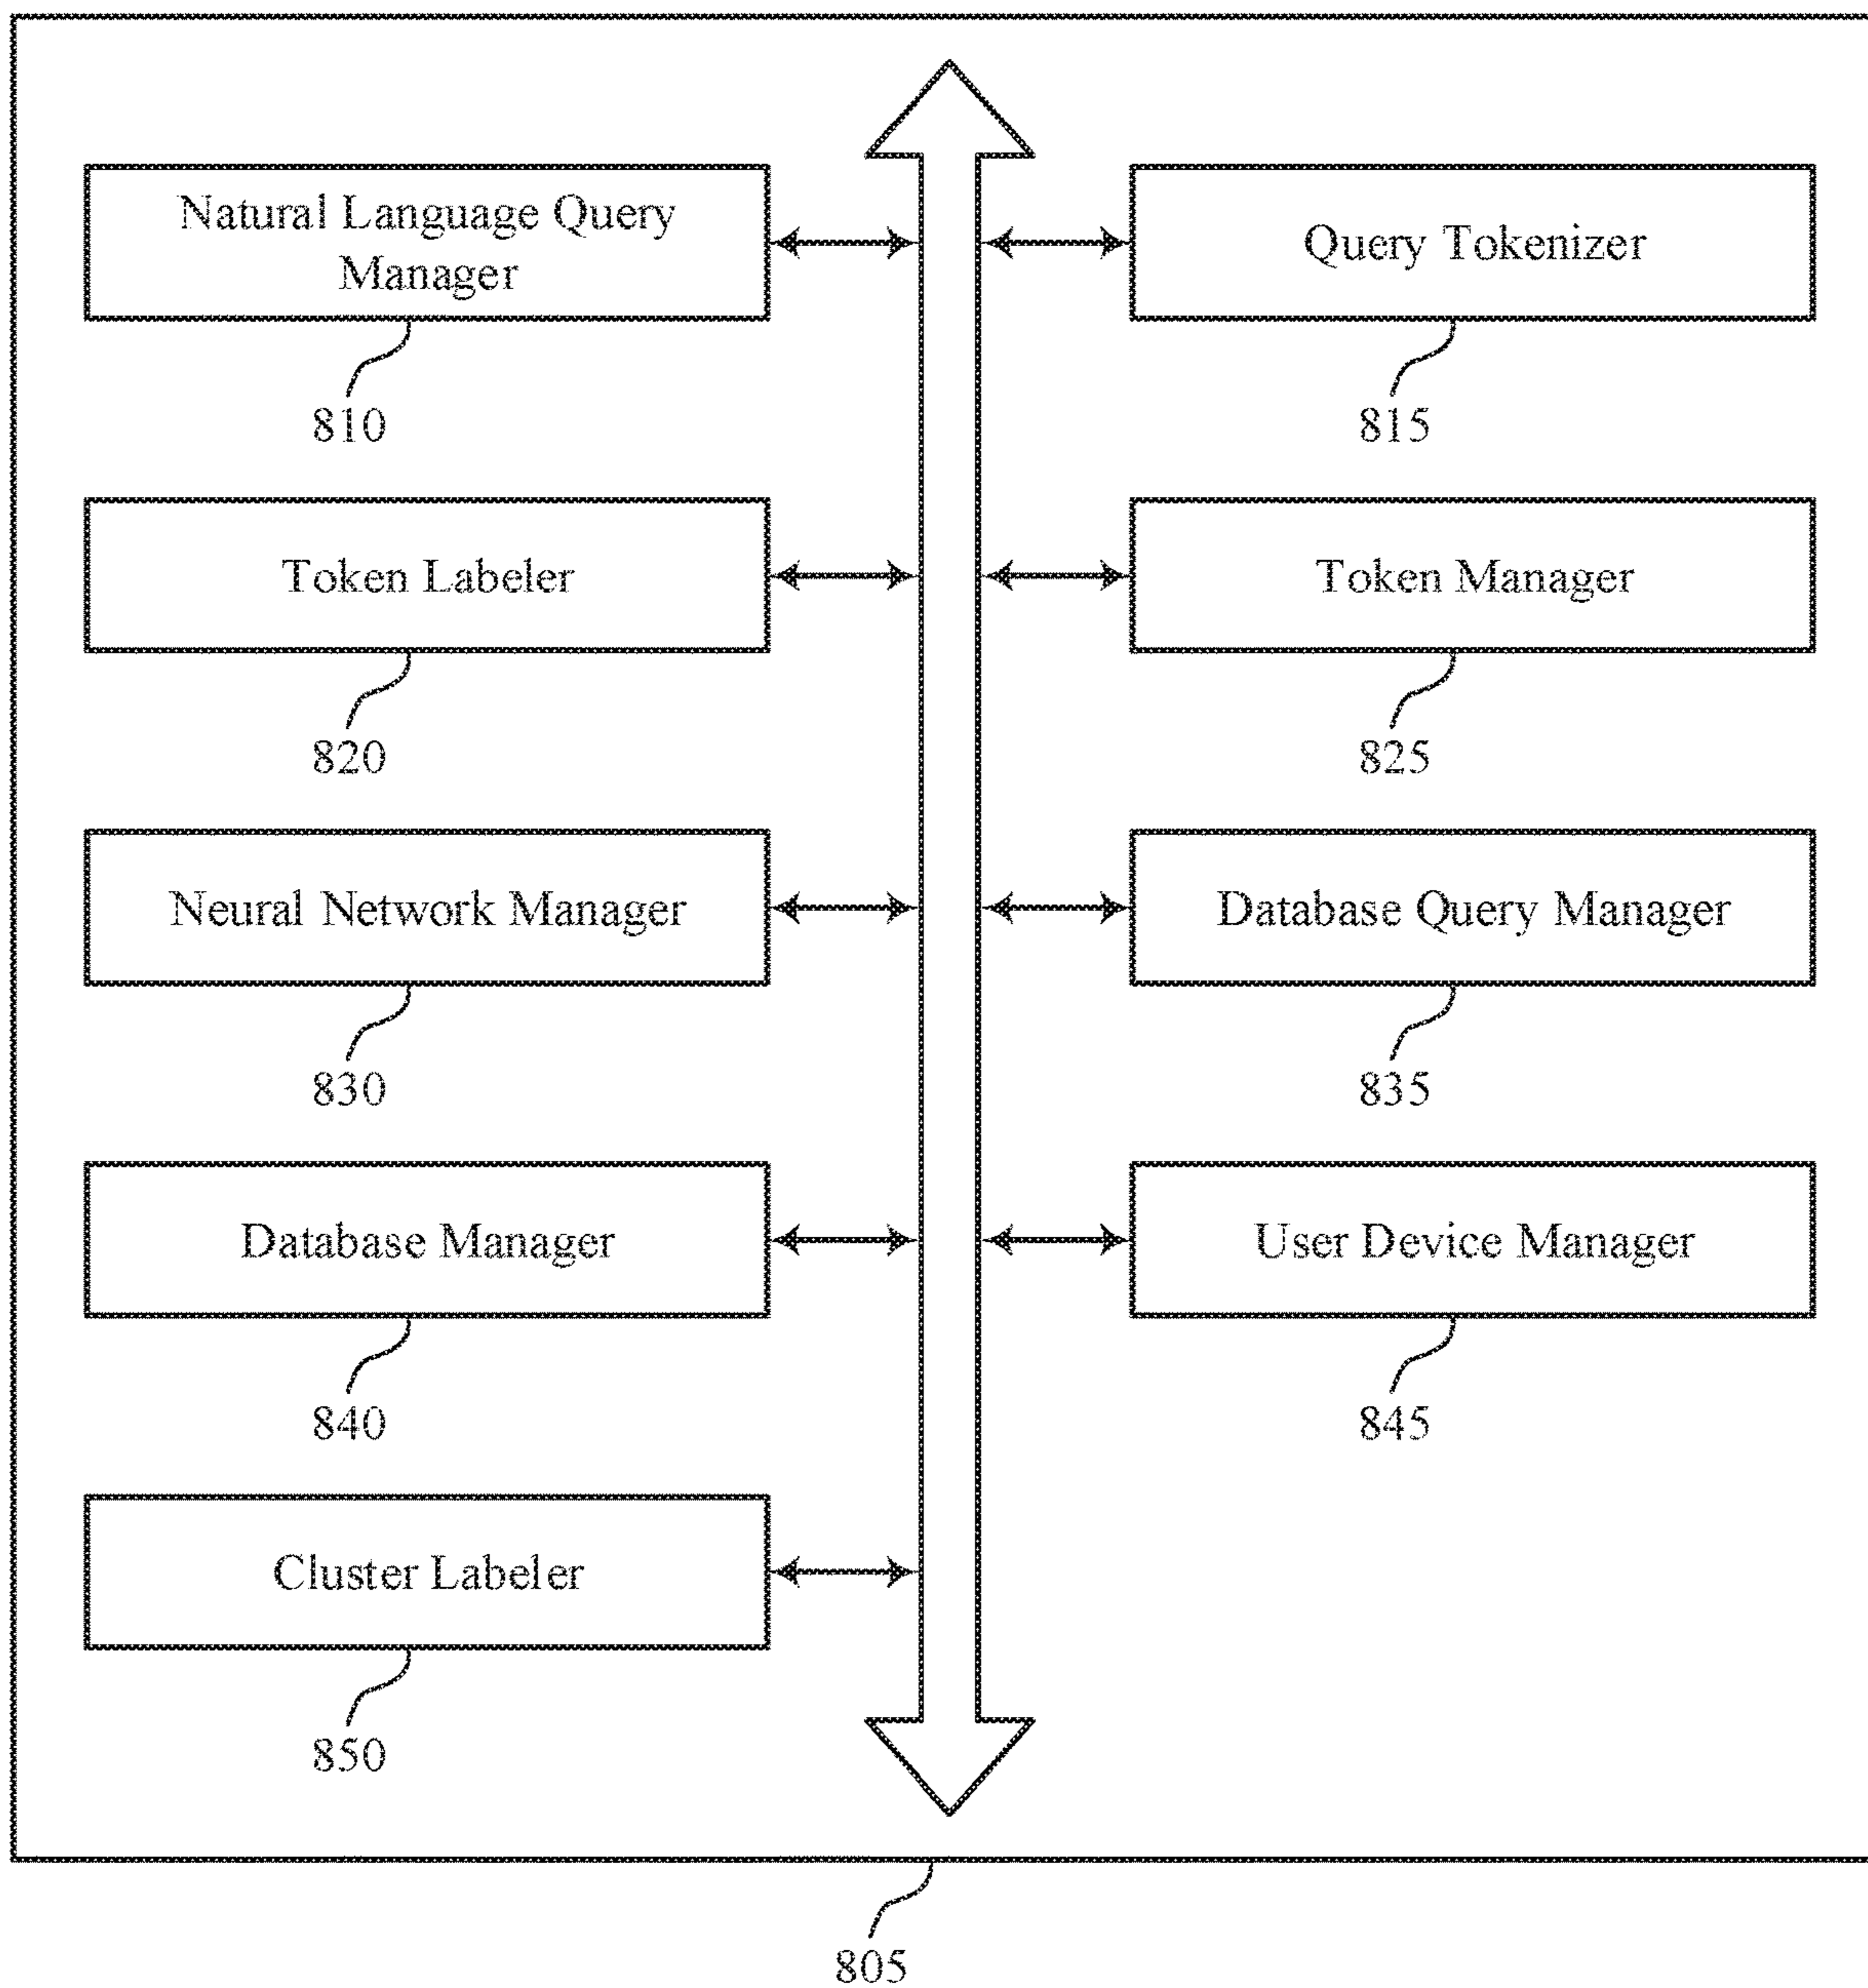 Natural Language Query
Manager
810
Query Tokenizer
815
Token Labeler
820
Token Manager
825
Neural Network Manager
830
Database Query Manager
835
Database Manager
840
User Device Manager
845
Cluster Labeler
850
805